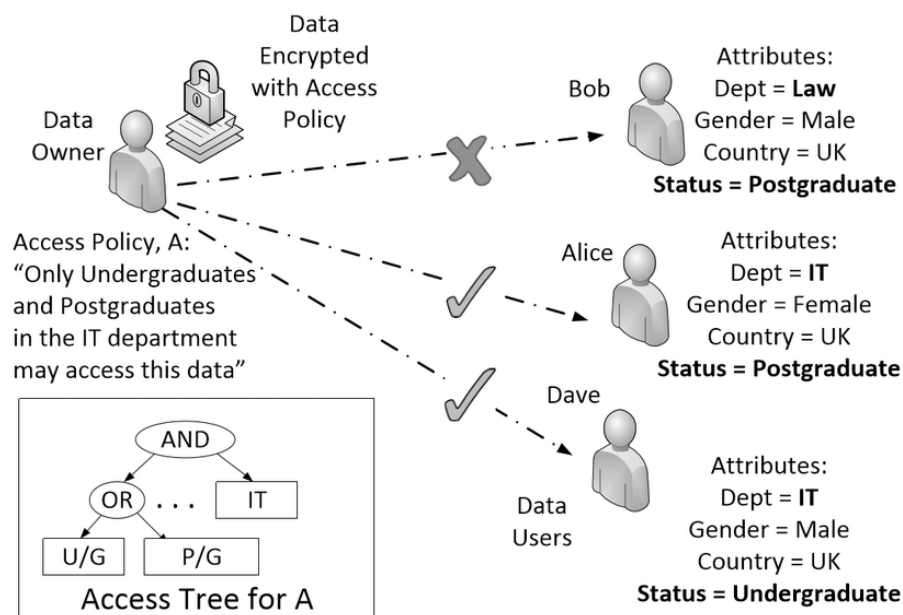 Data
Encrypted
with Access
Policy
Data
Owner
Access Policy, A:
“Only Undergraduates
and Postgraduates
in the IT department
may access this data”
AND
OR
. . .
IT
U/G
P/G
Access Tree for A
Bob
Attributes:
Dept = Law
Gender = Male
Country = UK
Status = Postgraduate
Alice
Attributes:
Dept = IT
Gender = Female
Country = UK
Status = Postgraduate
Dave
Data
Users
Attributes:
Dept = IT
Gender = Male
Country = UK
Status = Undergraduate